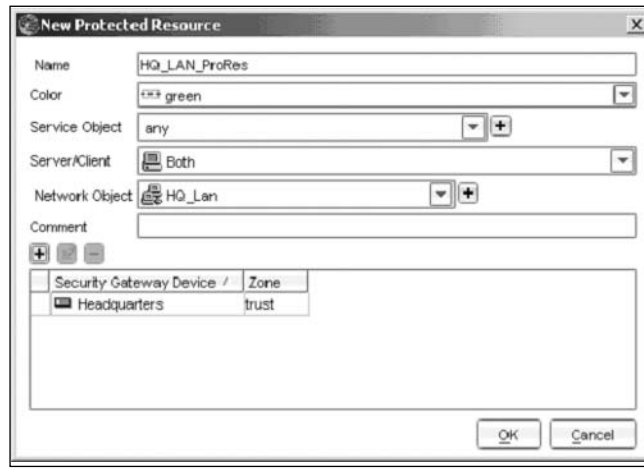 New Protected Resource
Name HQ_LAN_ProRes
Color green
Service Object any
Server/Client Both
Network Object HQ_Lan
Comment
Security Gateway Device / Zone
Headquarters trust
OK Cancel